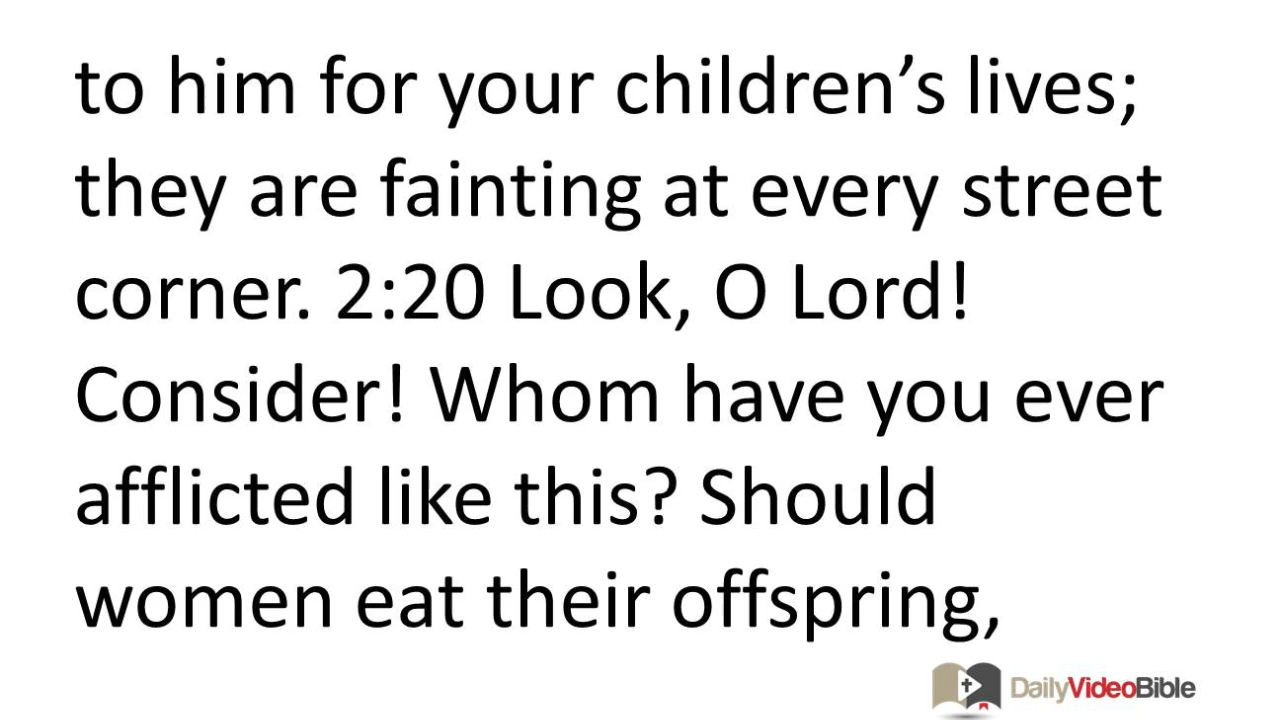 to him for your children’s lives;
they are fainting at every street
corner. 2:20 Look, O Lord!
Consider! Whom have you ever
afflicted like this? Should
women eat their offspring,
DailyVideoBible